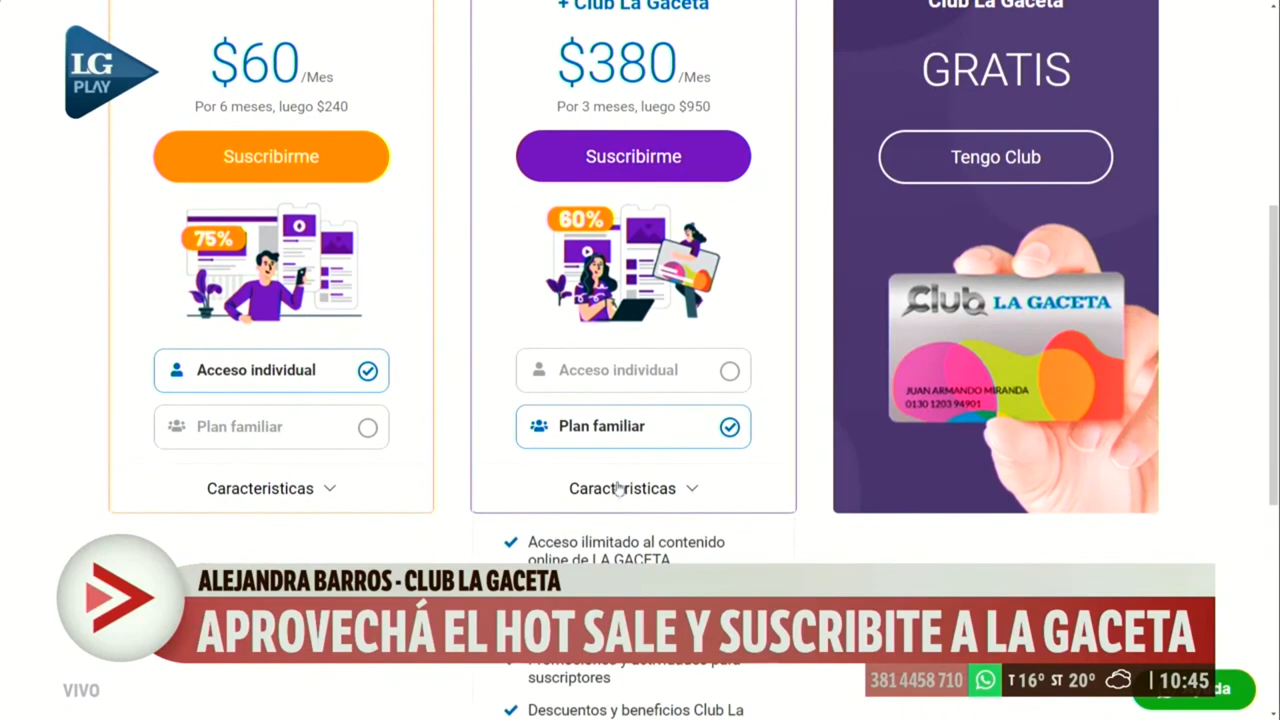 LG
PLAY
$60 /Mes
Por 6 meses, luego $240
Suscribirme
75%
Acceso individual
Plan familiar
Caracteristicas
+ Club La Gaceta
$380 /Mes
Por 3 meses, luego $950
Suscribirme
60%
Acceso individual
Plan familiar
Caracteristicas
Acceso ilimitado al contenido
online de LA GACETA
Promociones y actividades para
suscriptores
Descuentos y beneficios Club La
Club La Gaceta
GRATIS
Tengo Club
Club LA GACETA
JUAN ARMANDO MIRANDA
0130 1203 94901
ALEJANDRA BARROS - CLUB LA GACETA
APROVECHÁ EL HOT SALE Y SUSCRIBITE A LA GACETA
VIVO
381 4458 710
T 16° ST 20°
10:45